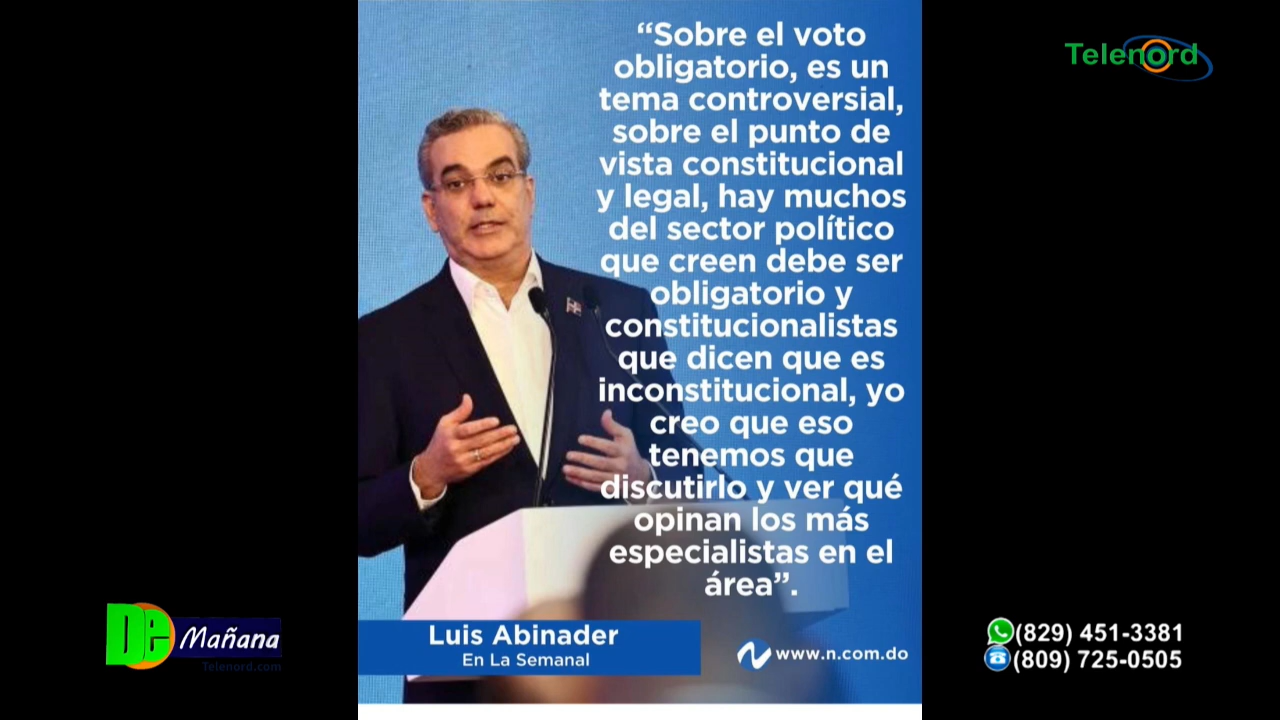 “Sobre el voto
obligatorio, es un
tema controversial,
sobre el punto de
vista constitucional
y legal, hay muchos
del sector político
que creen debe ser
obligatorio y
constitucionalistas
que dicen que es
inconstitucional, yo
creo que eso
tenemos que
discutirlo y ver qué
opinan los más
especialistas en el
área”.
Luis Abinader
En La Semanal
www.n.com.do
Telenord
De Mañana
Telenord.com
(829) 451-3381
(809) 725-0505